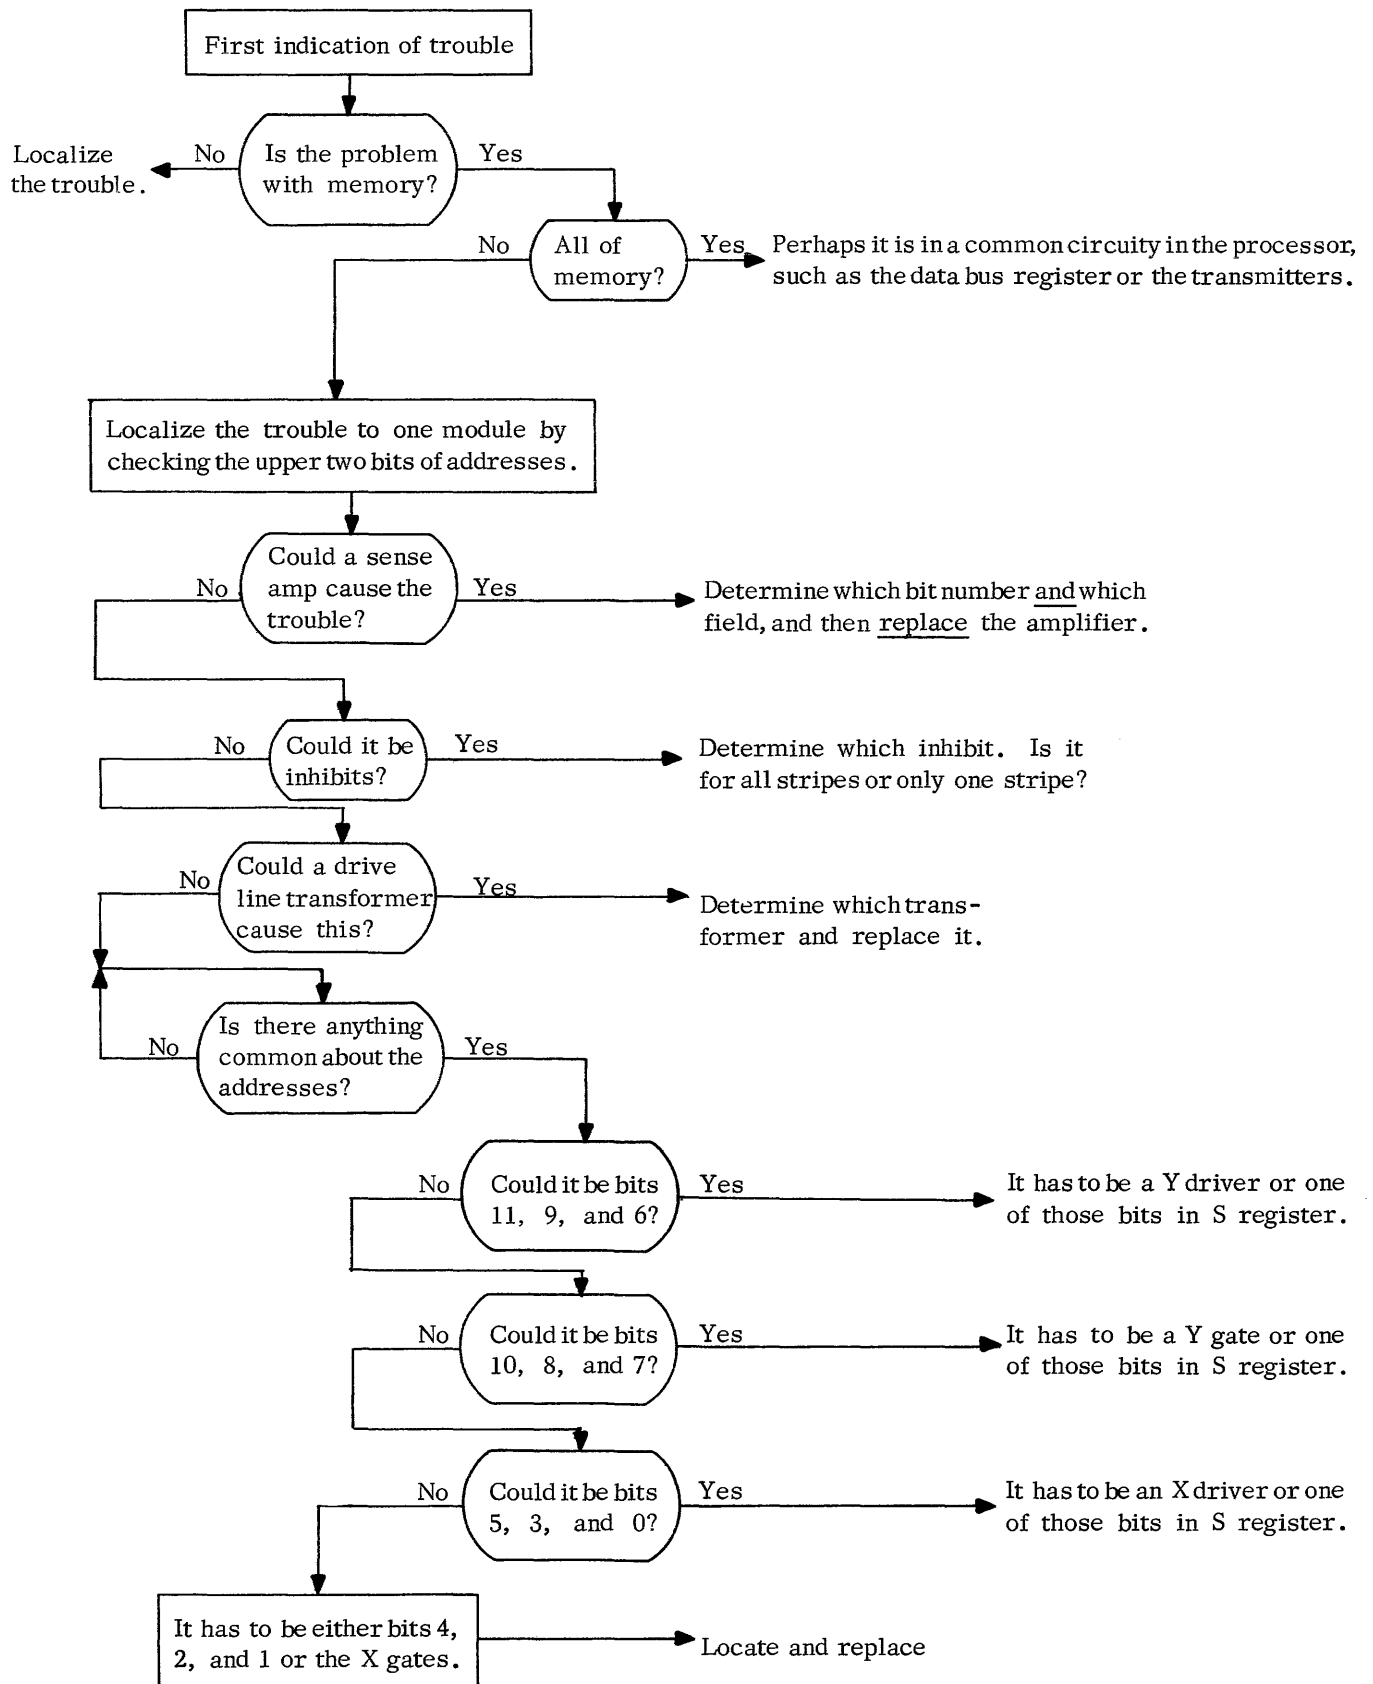 First indication of trouble
Is the problem
with memory?
No
Localize
the trouble.
Yes
All of
memory?
No
Yes
Perhaps it is in a common circuity in the processor,
such as the data bus register or the transmitters.
Localize the trouble to one module by
checking the upper two bits of addresses.
Could a sense
amp cause the
trouble?
No
Yes
Determine which bit number and which
field, and then replace the amplifier.
Could it be
inhibits?
No
Yes
Determine which inhibit. Is it
for all stripes or only one stripe?
Could a drive
line transformer
cause this?
No
Yes
Determine which trans-
former and replace it.
Is there anything
common about the
addresses?
No
Yes
Could it be bits
11, 9, and 6?
No
Yes
It has to be a Y driver or one
of those bits in S register.
Could it be bits
10, 8, and 7?
No
Yes
It has to be a Y gate or one
of those bits in S register.
Could it be bits
5, 3, and 0?
No
Yes
It has to be an X driver or one
of those bits in S register.
It has to be either bits 4,
2, and 1 or the X gates.
Locate and replace